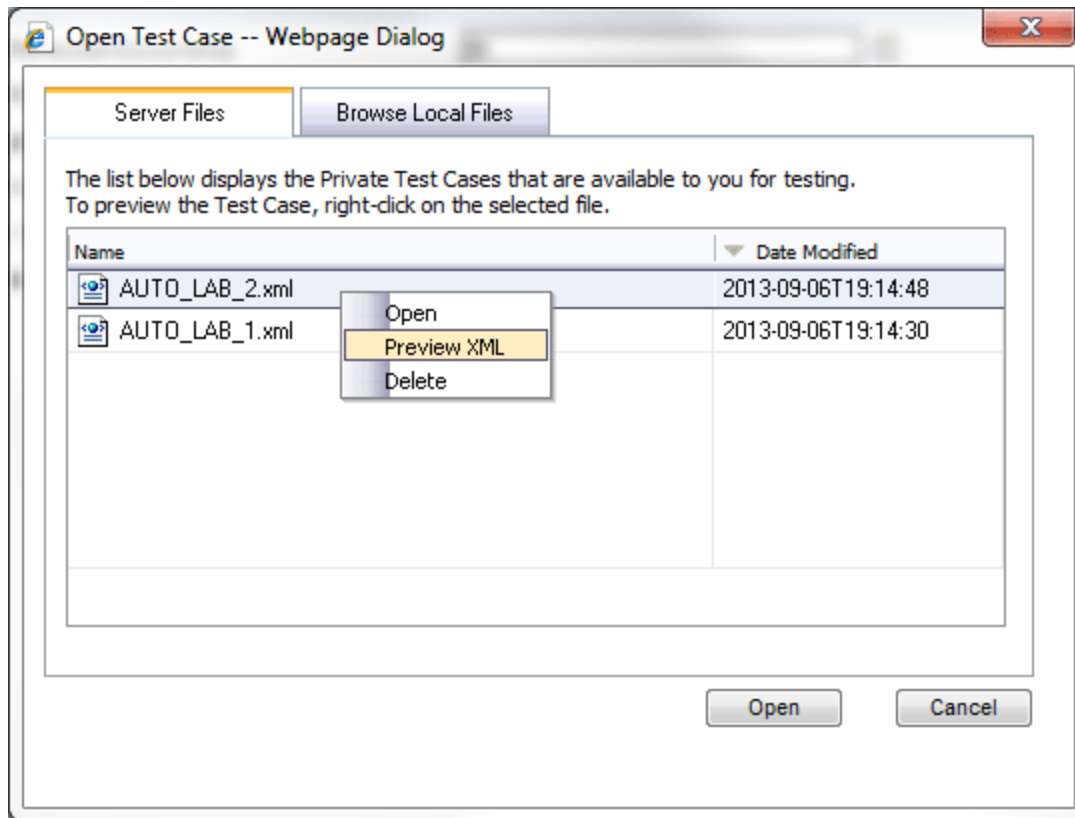 Open Test Case -- Webpage Dialog
Server Files
Browse Local Files
The list below displays the Private Test Cases that are available to you for testing.
To preview the Test Case, right-click on the selected file.
Name
Date Modified
AUTO_LAB_2.xml
2013-09-06T19:14:48
AUTO_LAB_1.xml
2013-09-06T19:14:30
Open
Preview XML
Delete
Open
Cancel